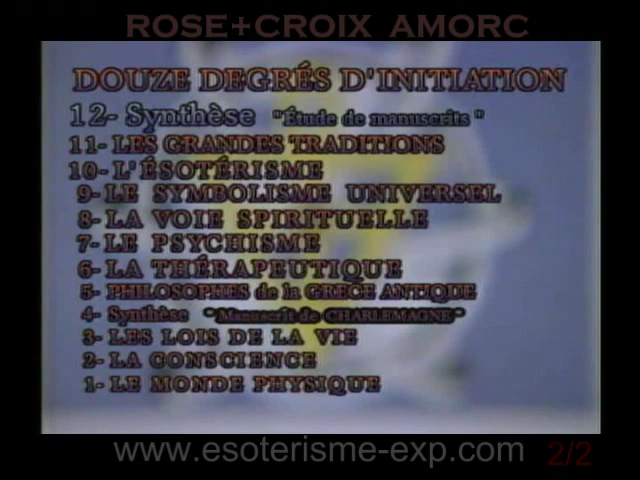 ROSE+CROIX AMORC
DOUZE DEGRÉS D'INITIATION
12- Synthèse "Étude de manuscrits"
11- LES GRANDES TRADITIONS
10- L'ÉSOTÉRISME
9- LE SYMBOLISME UNIVERSEL
8- LA VOIE SPIRITUELLE
7- LE PSYCHISME
6- LA THÉRAPEUTIQUE
5- PHILOSOPHES de la GRECE ANTIQUE
4- Synthèse "Manuscrit de CHARLEMAGNE"
3- LES LOIS DE LA VIE
2- LA CONSCIENCE
1- LE MONDE PHYSIQUE
www.esoterisme-exp.com 2/2